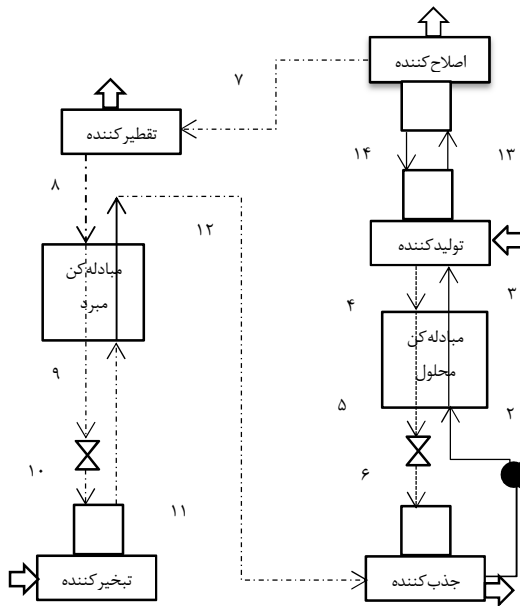 اصلاح‌کننده
۷
تقطیرکننده
۱۴
۱۳
۸
۱۲
تولیدکننده
مبادله‌کن
مبرد
۴
۳
مبادله‌کن
محلول
۹
۵
۲
۱۰
۶
۱۱
تبخیرکننده
جذب‌کننده